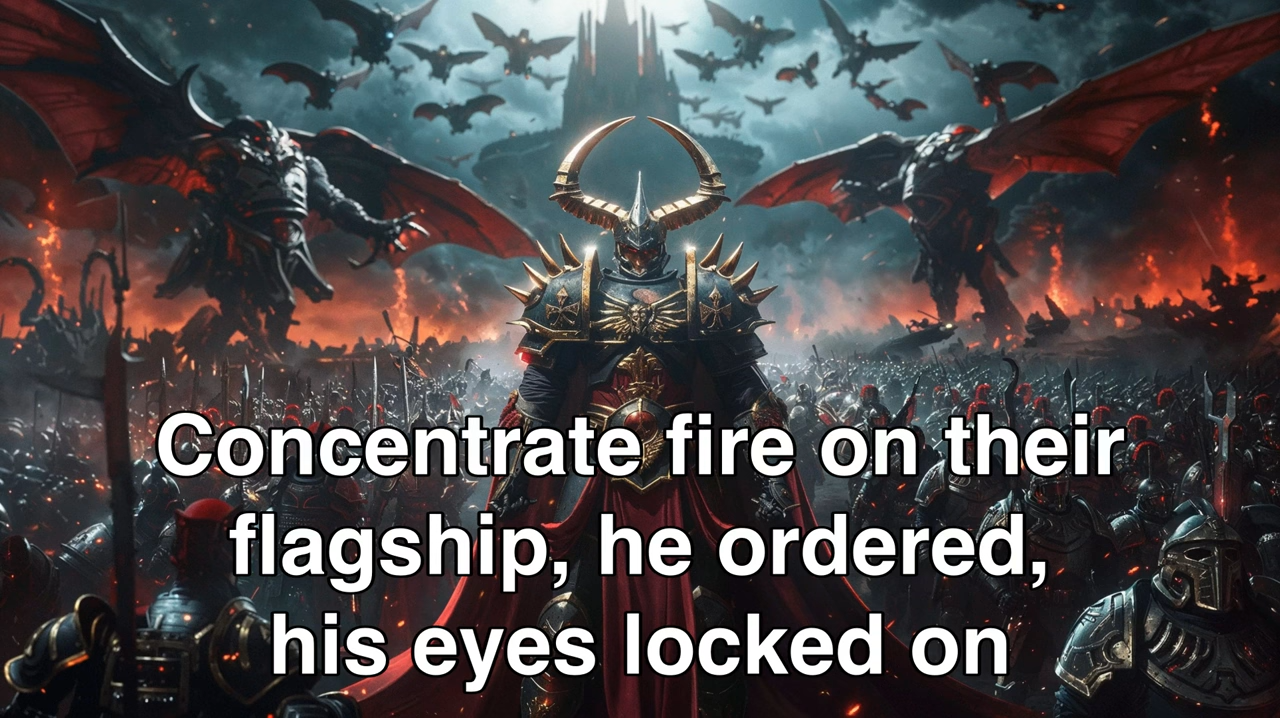 Concentrate fire on their
flagship, he ordered,
his eyes locked on